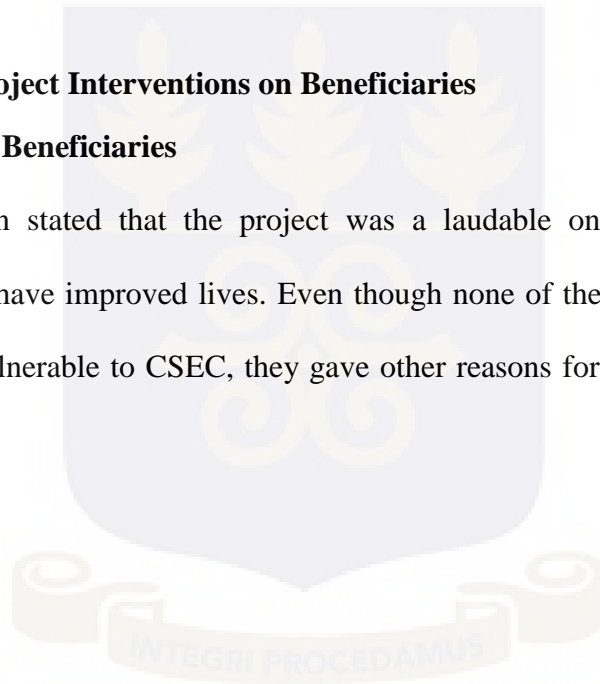 oject Interventions on Beneficiaries
Beneficiaries
stated that the project was a laudable on
have improved lives. Even though none of the
lnerable to CSEC, they gave other reasons for
INTEGRI PROCEDAMUS